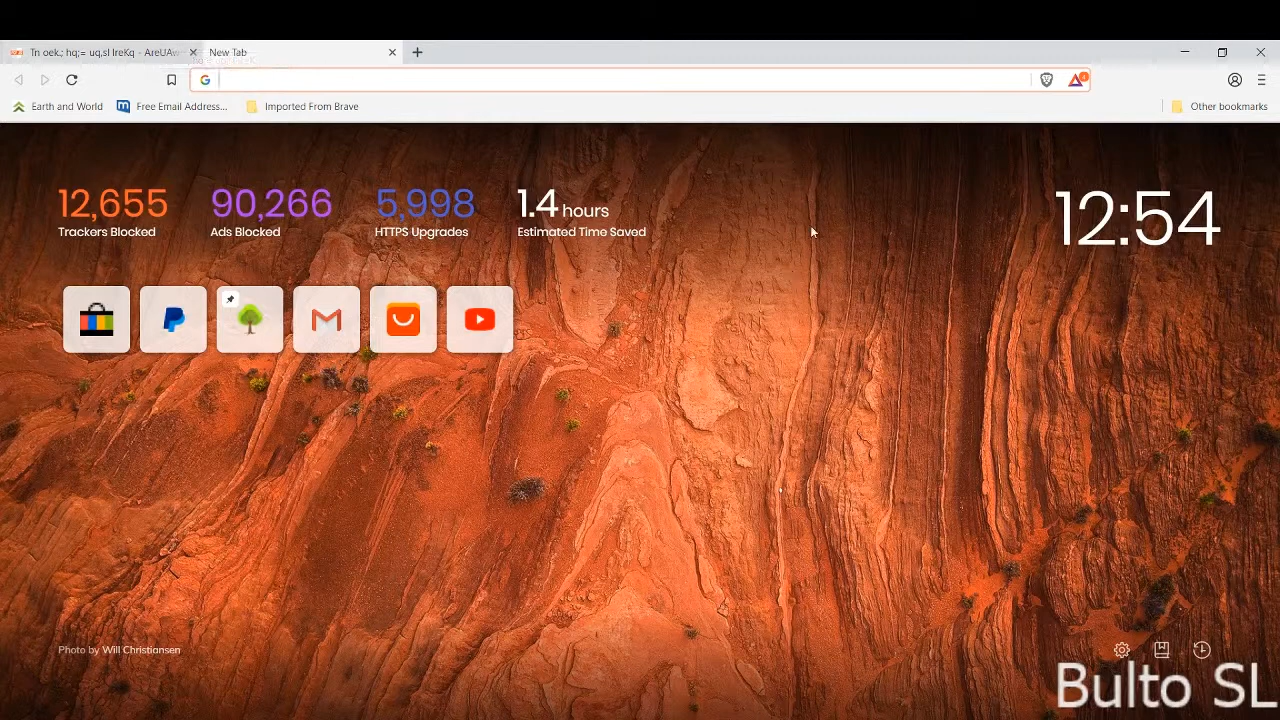 Tn oek.; hq;= uq,sl lreKq - AreUAw
New Tab
Earth and World
Free Email Address...
Imported From Brave
Other bookmarks
12,655
Trackers Blocked
90,266
Ads Blocked
5,998
HTTPS Upgrades
1.4 hours
Estimated Time Saved
12:54
Photo by Will Christiansen
Bulto SL